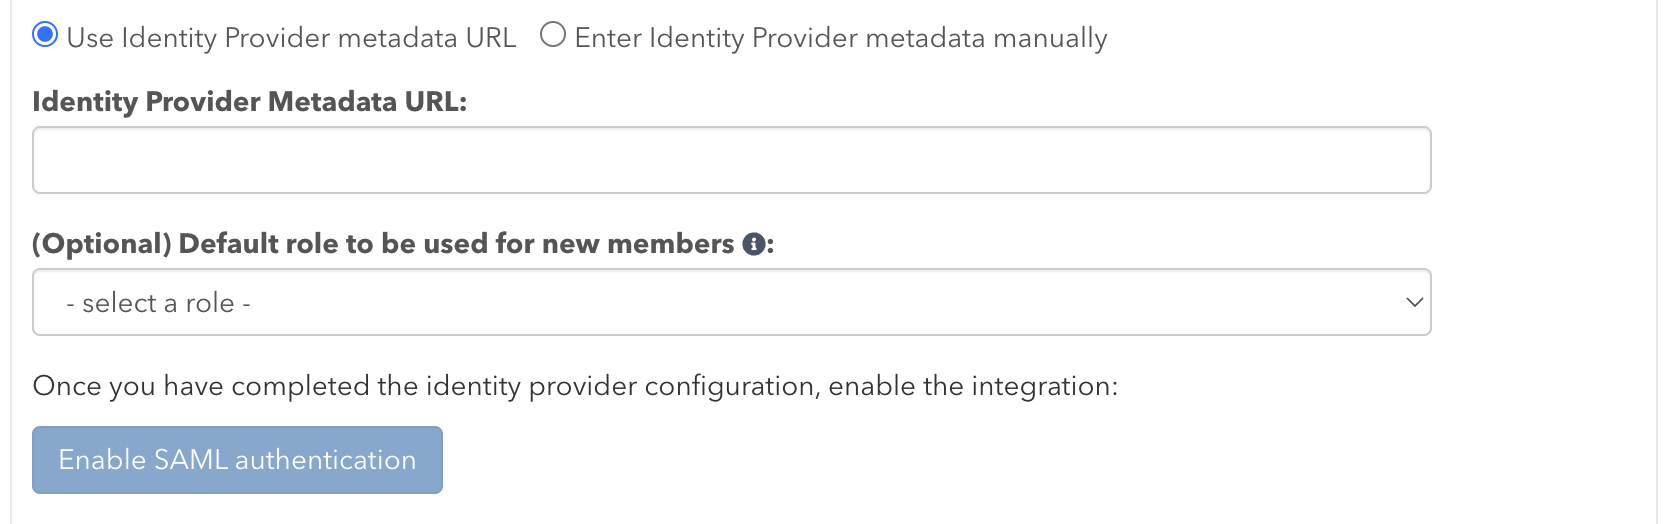 Use Identity Provider metadata URL Enter Identity Provider metadata manually
Identity Provider Metadata URL:
(Optional) Default role to be used for new members i:
- select a role -
Once you have completed the identity provider configuration, enable the integration:
Enable SAML authentication